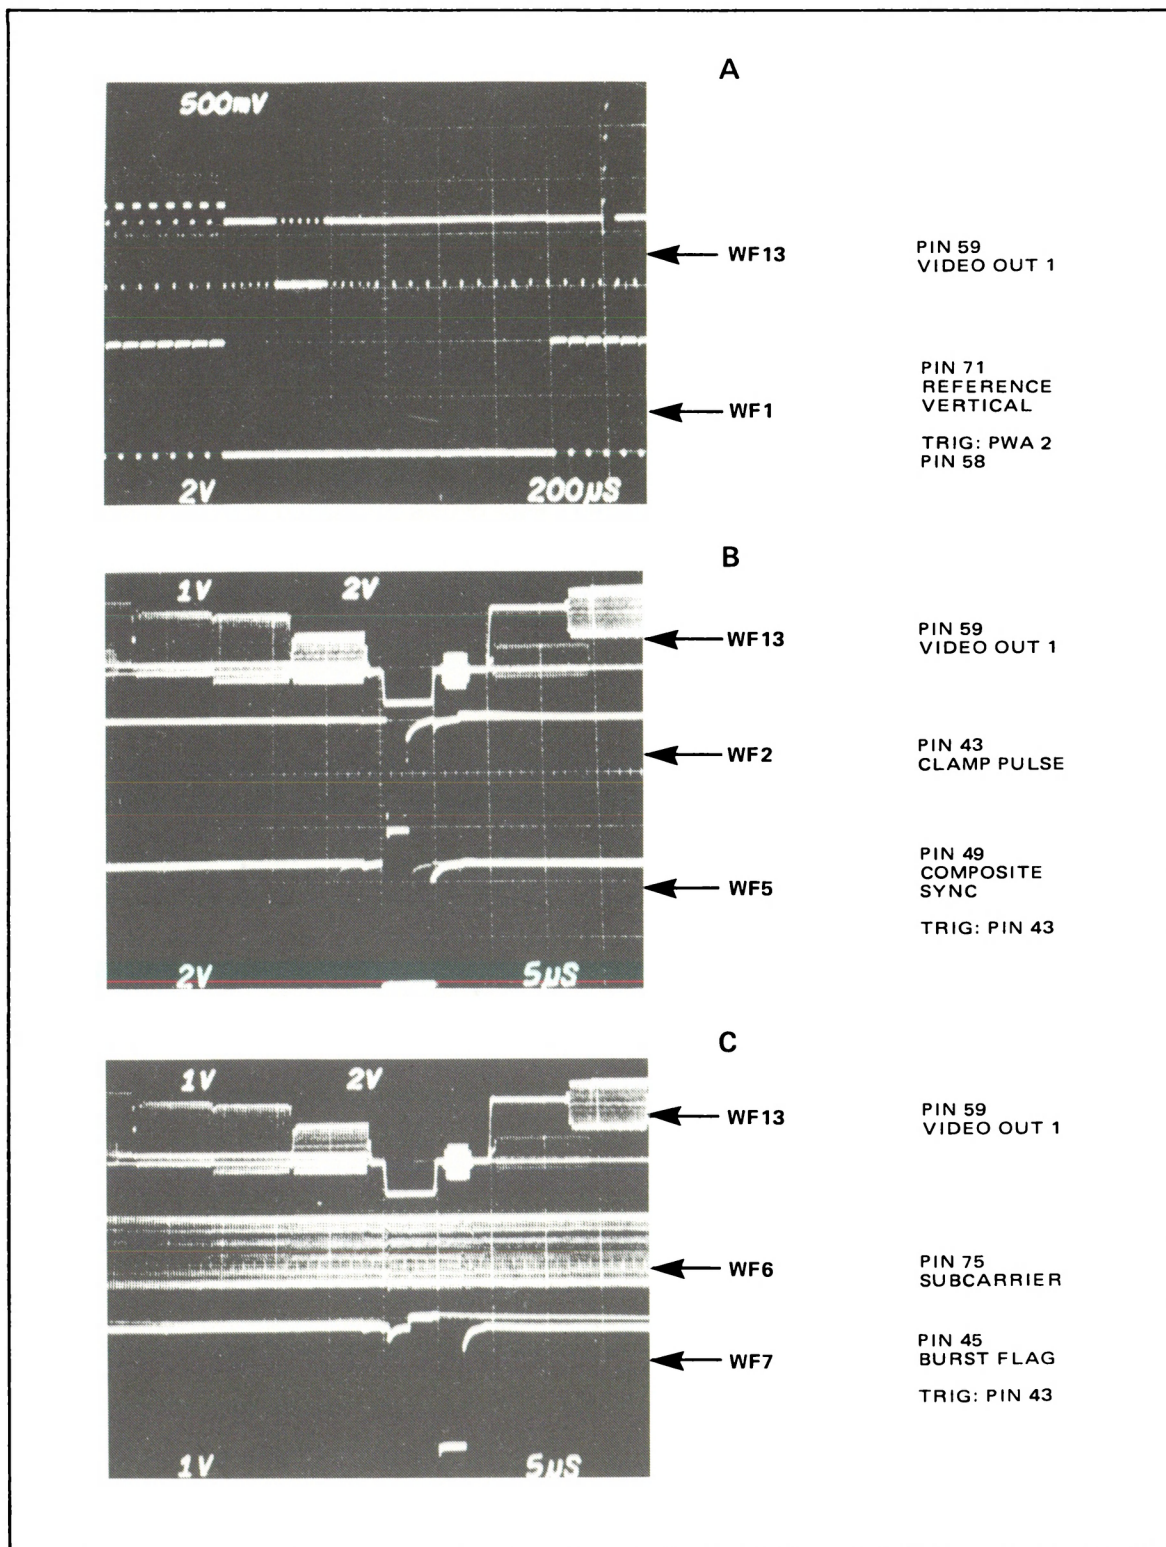 A
500mV
WF13
PIN 59
VIDEO OUT 1
WF1
PIN 71
REFERENCE
VERTICAL
TRIG: PWA 2
PIN 58
2V
200µS
B
1V
2V
WF13
PIN 59
VIDEO OUT 1
WF2
PIN 43
CLAMP PULSE
WF5
PIN 49
COMPOSITE
SYNC
TRIG: PIN 43
2V
5µS
C
1V
2V
WF13
PIN 59
VIDEO OUT 1
WF6
PIN 75
SUBCARRIER
WF7
PIN 45
BURST FLAG
TRIG: PIN 43
1V
5µS